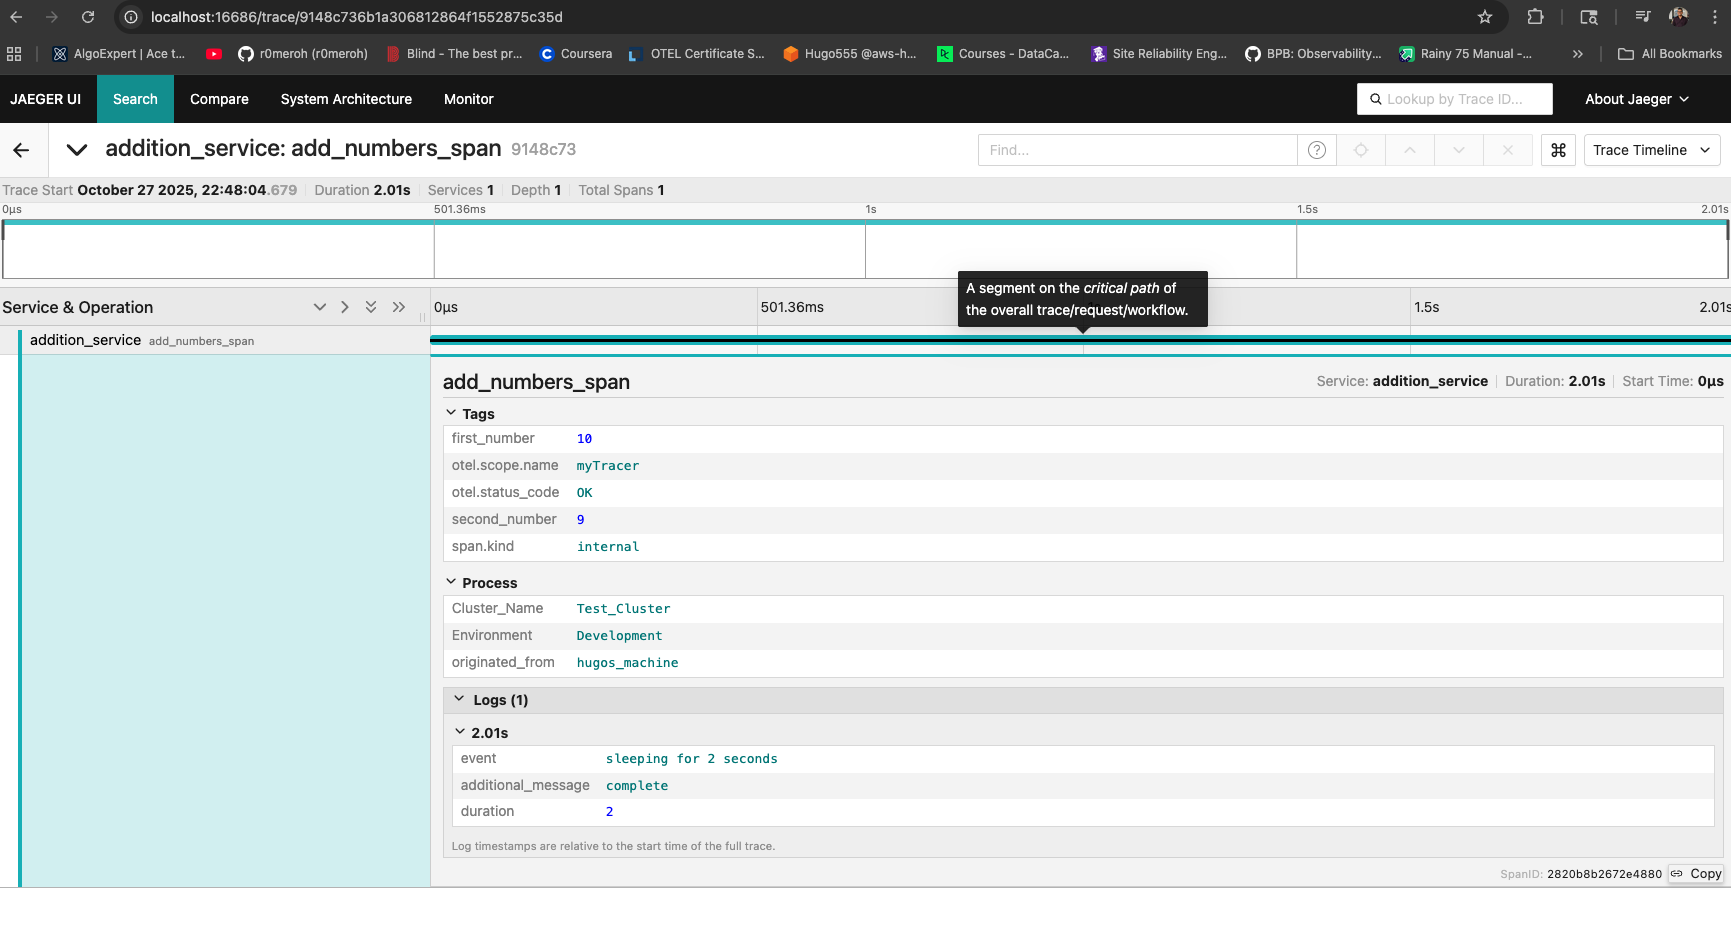 localhost:16686/trace/9148c736b1a306812864f1552875c35d
AlgoExpert | Ace t... r0meroh (r0meroh) Blind - The best pr... Coursera OTEL Certificate S... Hugo555 @aws-h... Courses - DataCa... Site Reliability Eng... BPB: Observability,... Rainy 75 Manual -... » All Bookmarks
JAEGER UI Search Compare System Architecture Monitor Lookup by Trace ID... About Jaeger
addition_service: add_numbers_span 9148c73 Find... Trace Timeline
Trace Start October 27 2025, 22:48:04.679 Duration 2.01s Services 1 Depth 1 Total Spans 1
0µs 501.36ms 1s 1.5s 2.01s
A segment on the critical path of
the overall trace/request/workflow.
Service & Operation 0µs 501.36ms 1.5s 2.01s
addition_service add_numbers_span
add_numbers_span Service: addition_service Duration: 2.01s Start Time: 0µs
Tags
first_number 10
otel.scope.name myTracer
otel.status_code OK
second_number 9
span.kind internal
Process
Cluster_Name Test_Cluster
Environment Development
originated_from hugos_machine
Logs (1)
2.01s
event sleeping for 2 seconds
additional_message complete
duration 2
Log timestamps are relative to the start time of the full trace.
SpanID: 2820b8b2672e4880 Copy